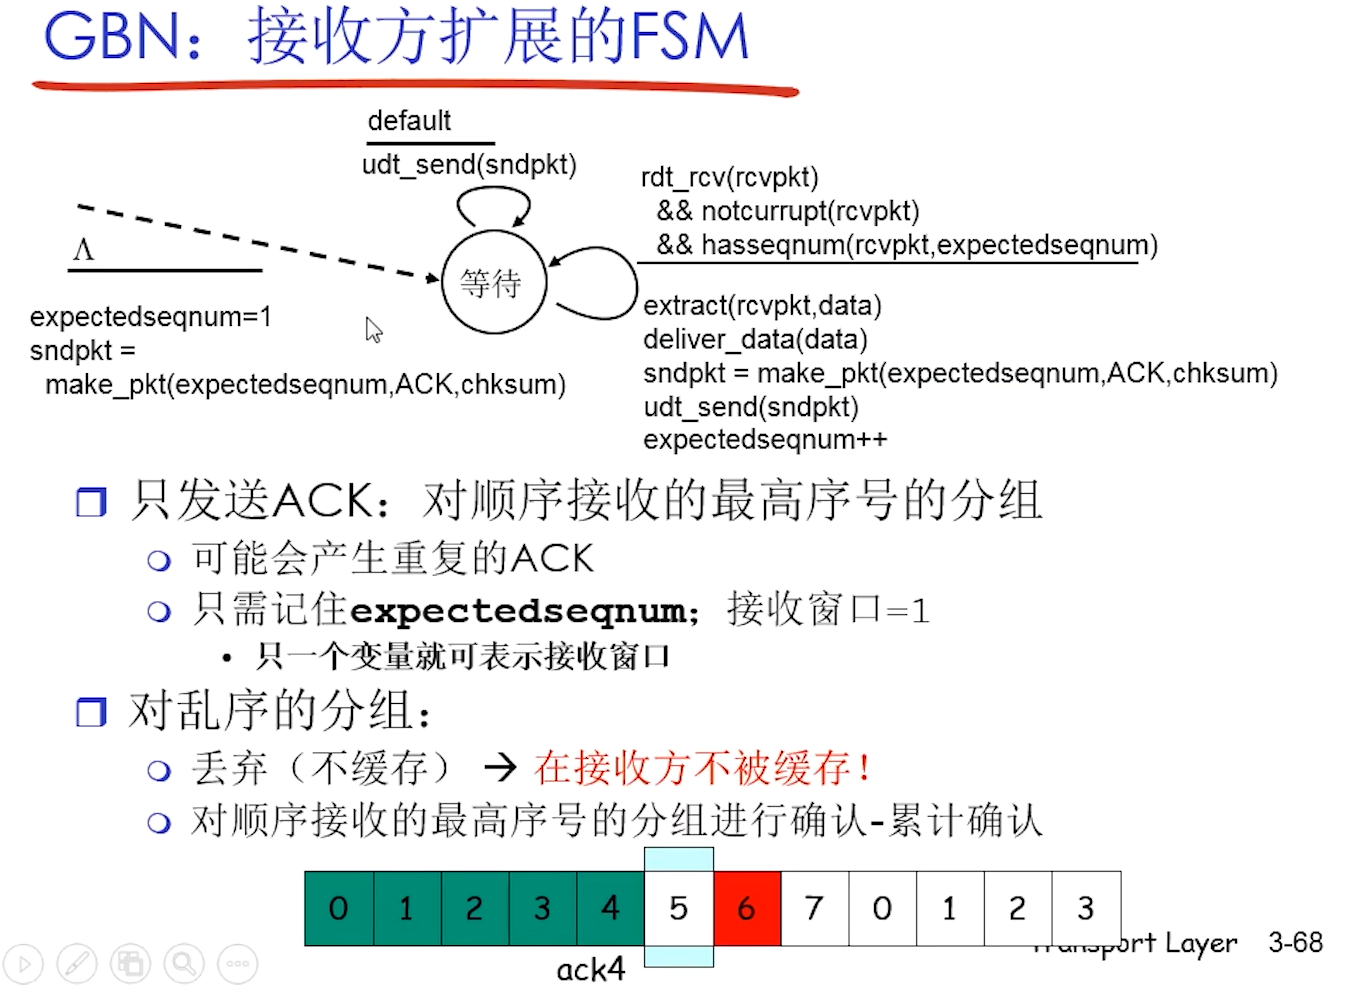 GBN：接收方扩展的FSM
default
udt_send(sndpkt)
rdt_rcv(rcvpkt)
&& notcurrupt(rcvpkt)
&& hasseqnum(rcvpkt,expectedseqnum)
Λ
等待
expectedseqnum=1
sndpkt =
make_pkt(expectedseqnum,ACK,chksum)
extract(rcvpkt,data)
deliver_data(data)
sndpkt = make_pkt(expectedseqnum,ACK,chksum)
udt_send(sndpkt)
expectedseqnum++
只发送ACK：对顺序接收的最高序号的分组
可能会产生重复的ACK
只需记住expectedseqnum；接收窗口=1
• 只一个变量就可表示接收窗口
对乱序的分组：
丢弃（不缓存） → 在接收方不被缓存！
对顺序接收的最高序号的分组进行确认-累计确认
0 1 2 3 4 5 6 7 0 1 2 3
ack4
Transport Layer 3-68